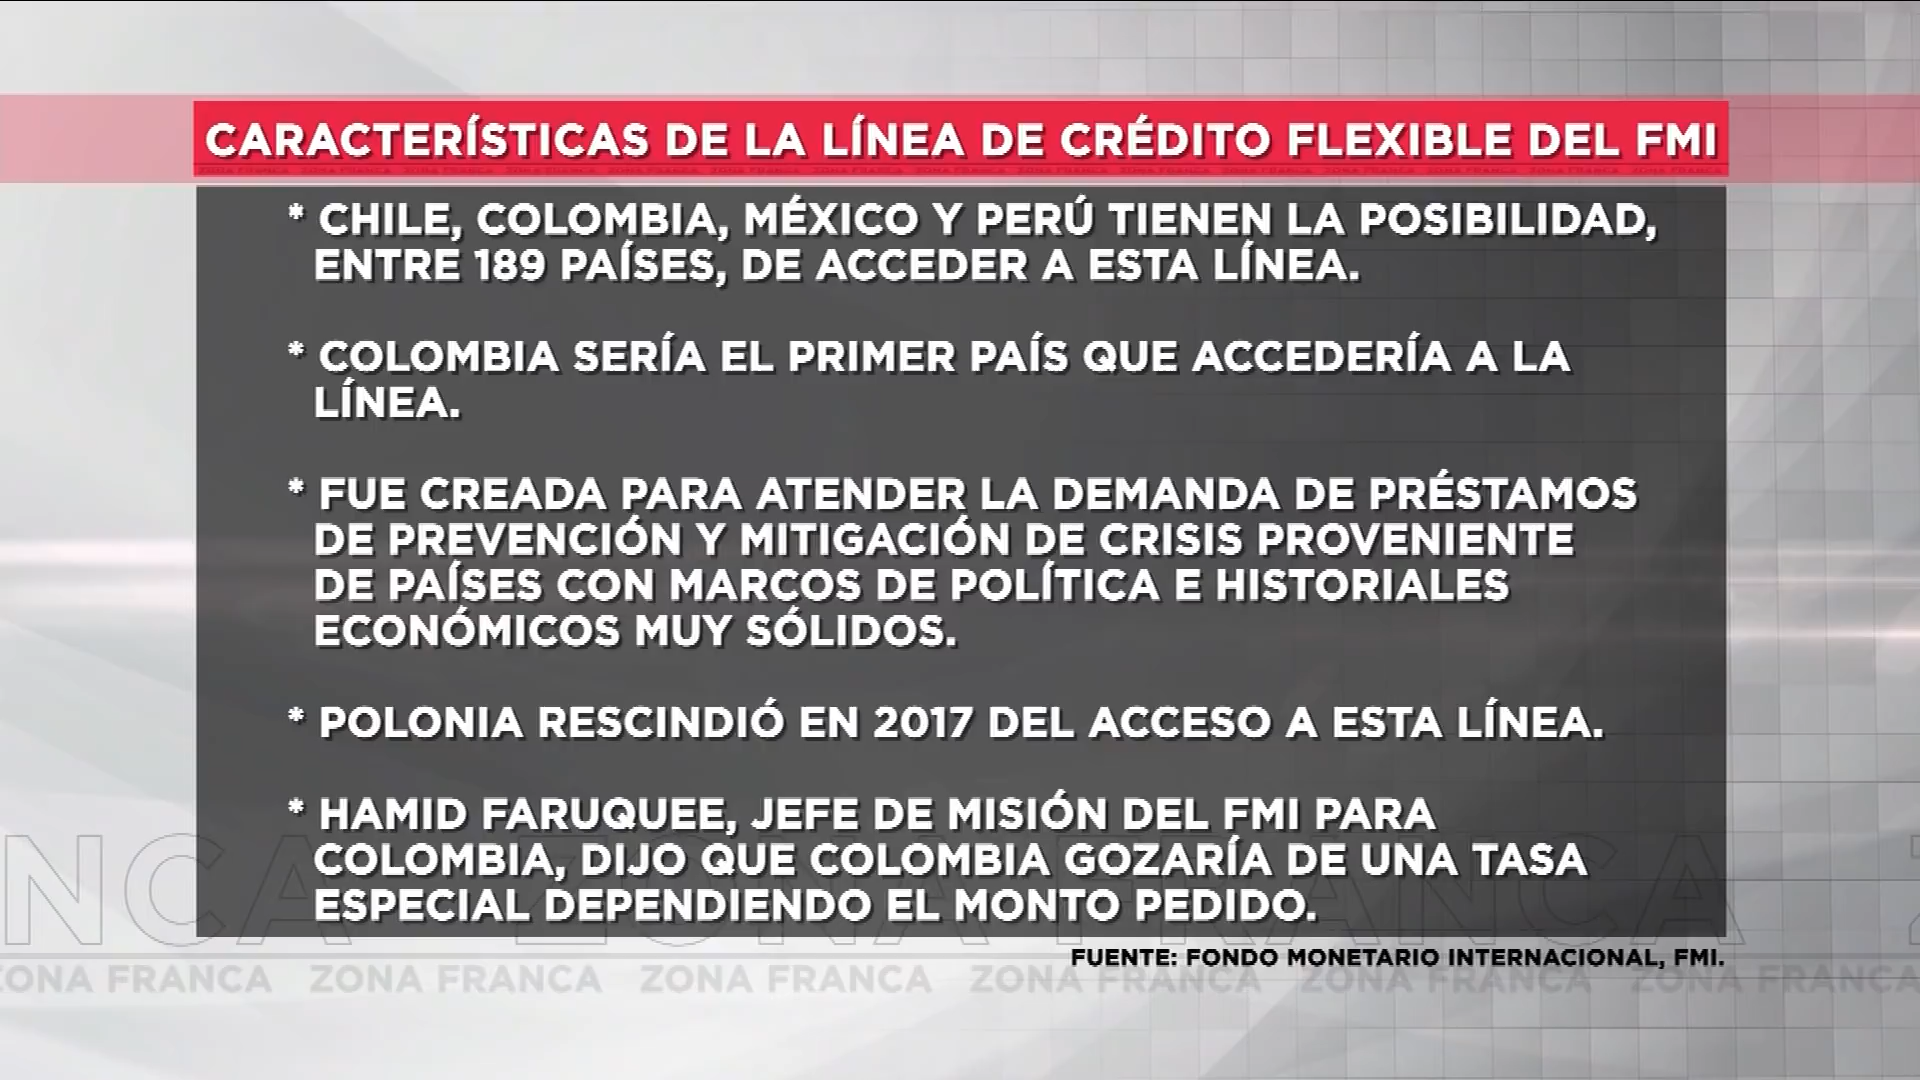 CARACTERÍSTICAS DE LA LÍNEA DE CRÉDITO FLEXIBLE DEL FMI
* CHILE, COLOMBIA, MÉXICO Y PERÚ TIENEN LA POSIBILIDAD,
ENTRE 189 PAÍSES, DE ACCEDER A ESTA LÍNEA.
* COLOMBIA SERÍA EL PRIMER PAÍS QUE ACCEDERÍA A LA
LÍNEA.
* FUE CREADA PARA ATENDER LA DEMANDA DE PRÉSTAMOS
DE PREVENCIÓN Y MITIGACIÓN DE CRISIS PROVENIENTE
DE PAÍSES CON MARCOS DE POLÍTICA E HISTORIALES
ECONÓMICOS MUY SÓLIDOS.
* POLONIA RESCINDIÓ EN 2017 DEL ACCESO A ESTA LÍNEA.
* HAMID FARUQUEE, JEFE DE MISIÓN DEL FMI PARA
COLOMBIA, DIJO QUE COLOMBIA GOZARÍA DE UNA TASA
ESPECIAL DEPENDIENDO EL MONTO PEDIDO.
NCA ZONA FRANCA Z
FUENTE: FONDO MONETARIO INTERNACIONAL, FMI.
ZONA FRANCA ZONA FRANCA ZONA FRANCA ZONA FRANCA ZONA FRANCA ZONA FRANCA